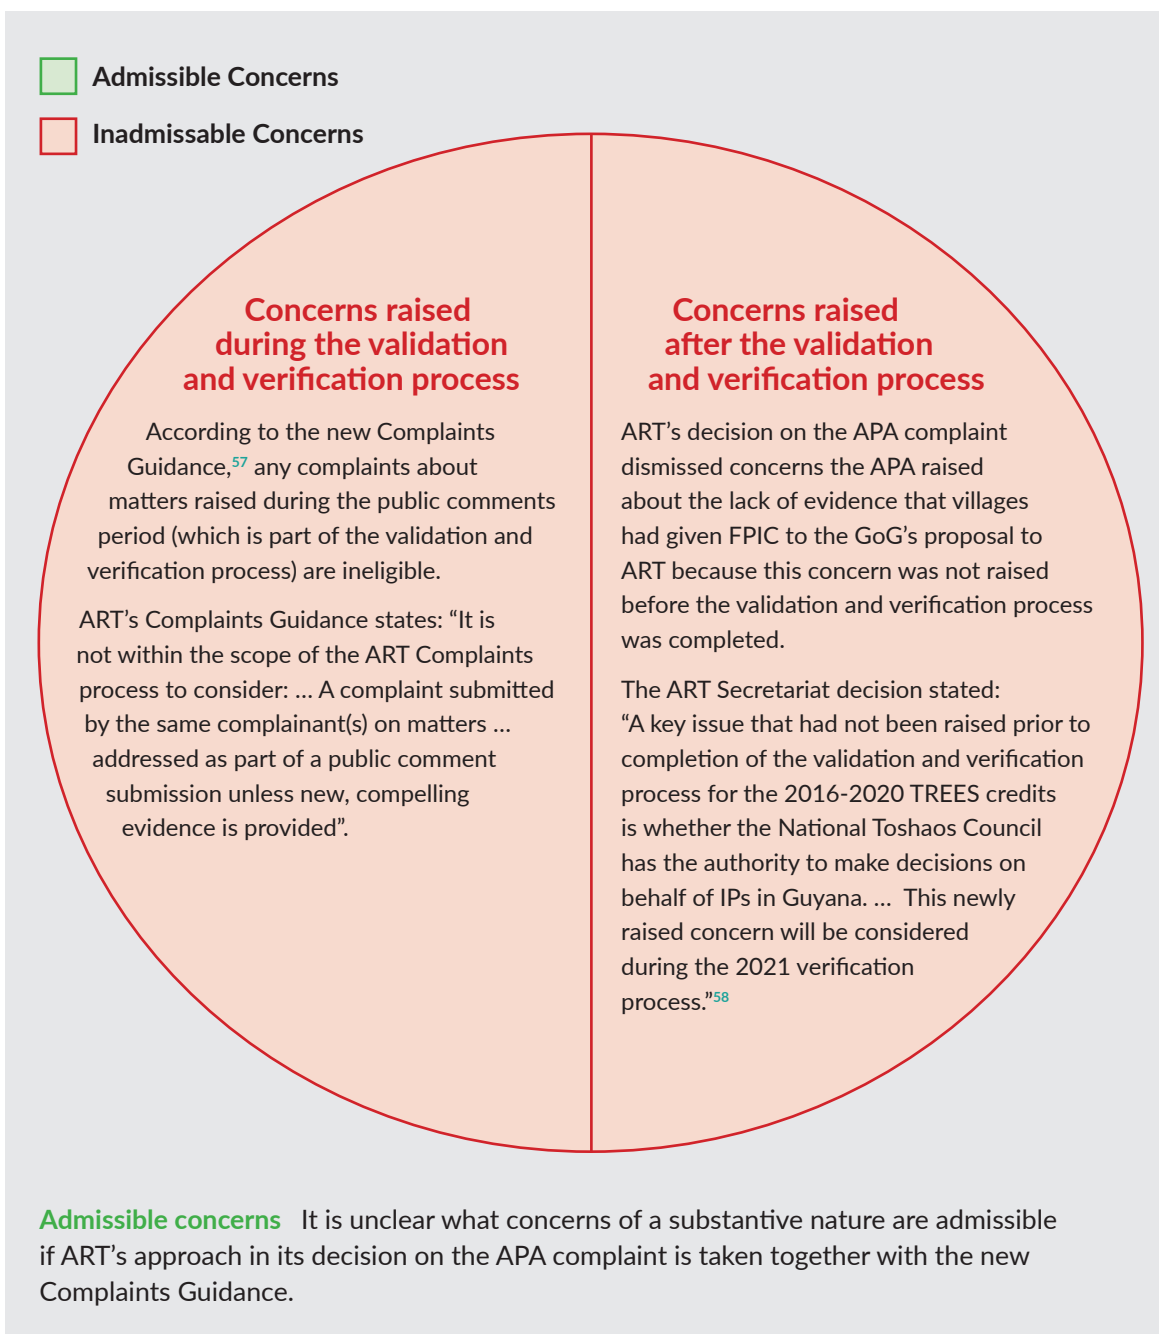 Admissible Concerns
Inadmissable Concerns
Concerns raised
during the validation
and verification process
According to the new Complaints
Guidance,57 any complaints about
matters raised during the public comments
period (which is part of the validation and
verification process) are ineligible.
ART’s Complaints Guidance states: “It is
not within the scope of the ART Complaints
process to consider: ... A complaint submitted
by the same complainant(s) on matters ...
addressed as part of a public comment
submission unless new, compelling
evidence is provided”.
Concerns raised
after the validation
and verification process
ART’s decision on the APA complaint
dismissed concerns the APA raised
about the lack of evidence that villages
had given FPIC to the GoG’s proposal to
ART because this concern was not raised
before the validation and verification process
was completed.
The ART Secretariat decision stated:
“A key issue that had not been raised prior to
completion of the validation and verification
process for the 2016-2020 TREES credits
is whether the National Toshaos Council
has the authority to make decisions on
behalf of IPs in Guyana. ... This newly
raised concern will be considered
during the 2021 verification
process.”58
Admissible concerns It is unclear what concerns of a substantive nature are admissible
if ART’s approach in its decision on the APA complaint is taken together with the new
Complaints Guidance.